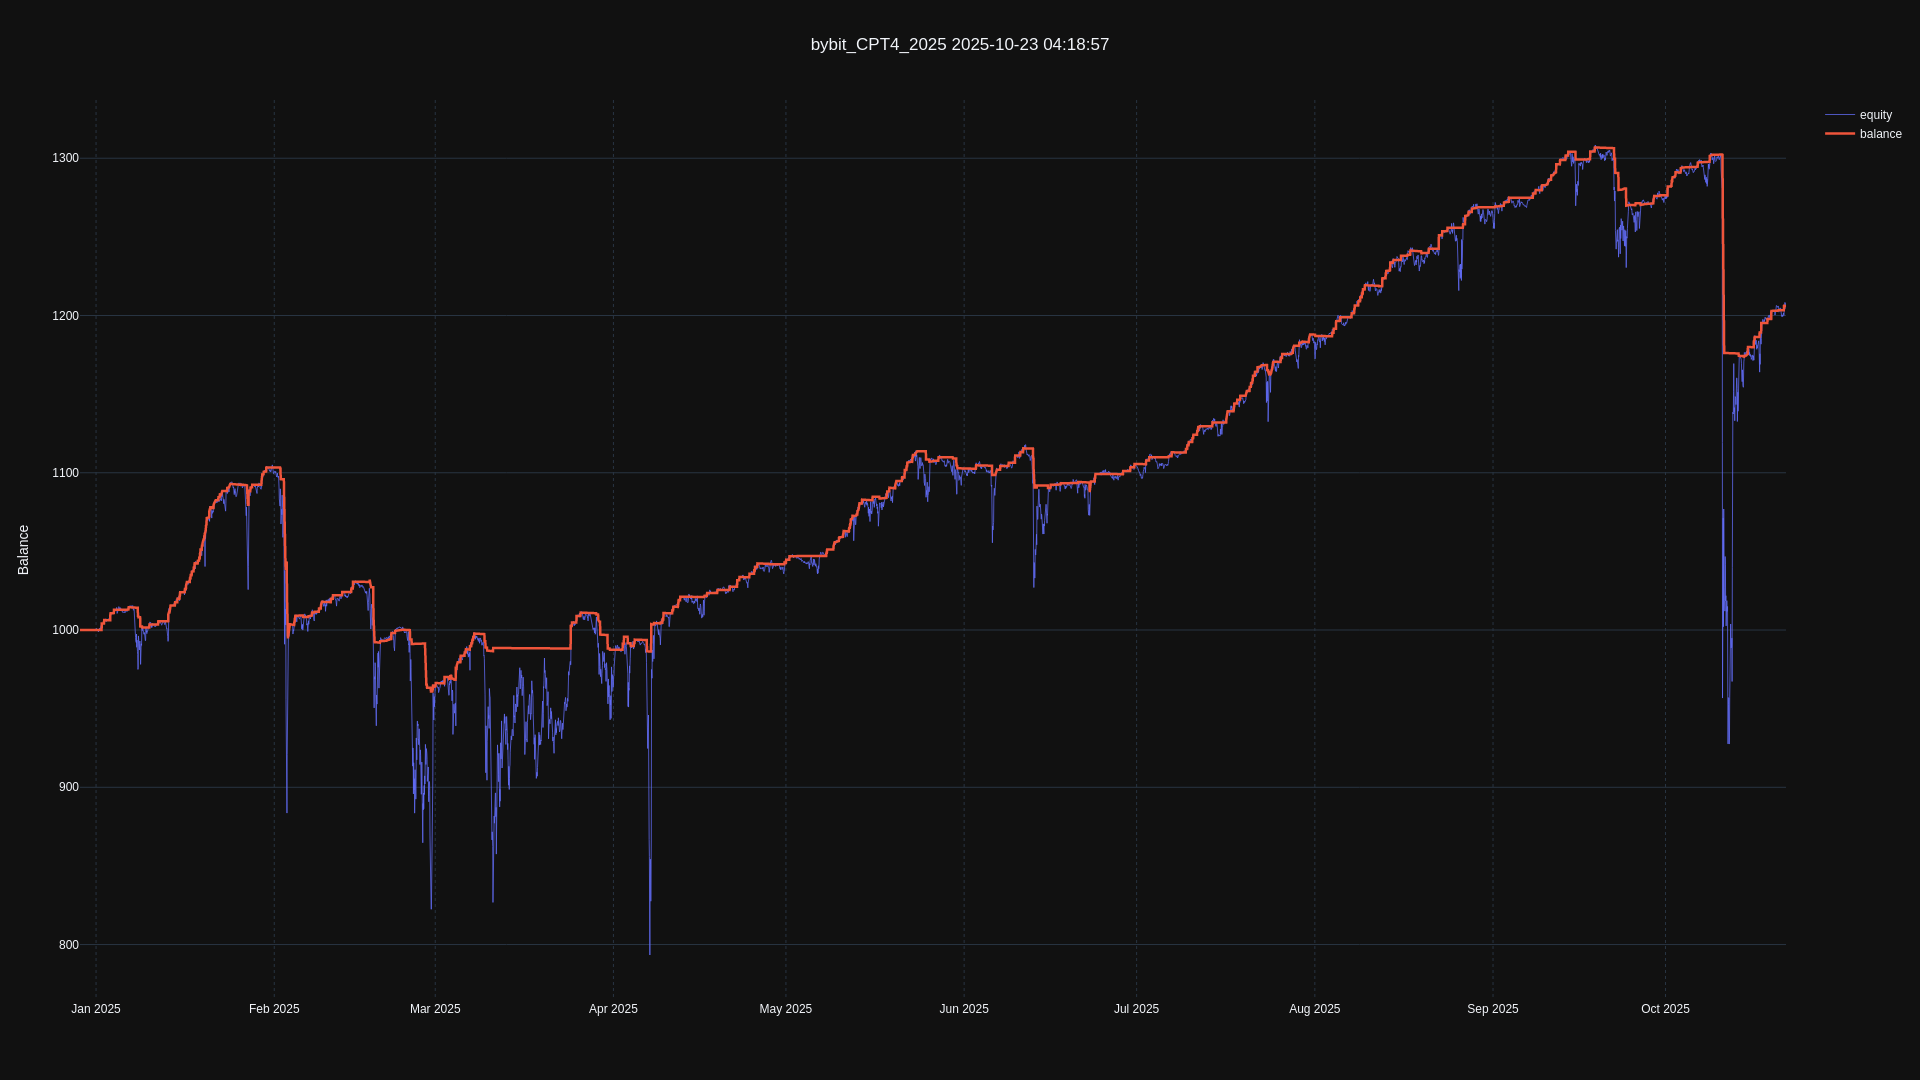 bybit_CPT4_2025 2025-10-23 04:18:57
equity
balance
Balance
1300
1200
1100
1000
900
800
Jan 2025
Feb 2025
Mar 2025
Apr 2025
May 2025
Jun 2025
Jul 2025
Aug 2025
Sep 2025
Oct 2025